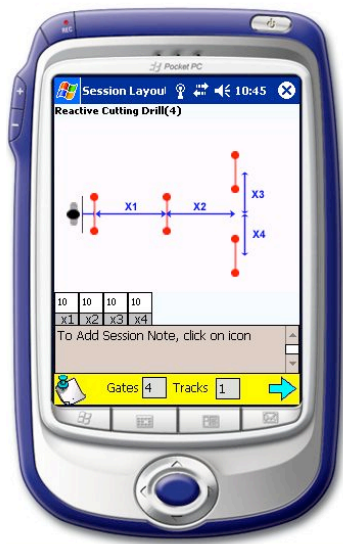 REC
Pocket PC
Session Layou 10:45
Reactive Cutting Drill(4)
X1 X2 X3
X4
10 10 10 10
x1 x2 x3 x4
To Add Session Note, click on icon
Gates 4 Tracks 1